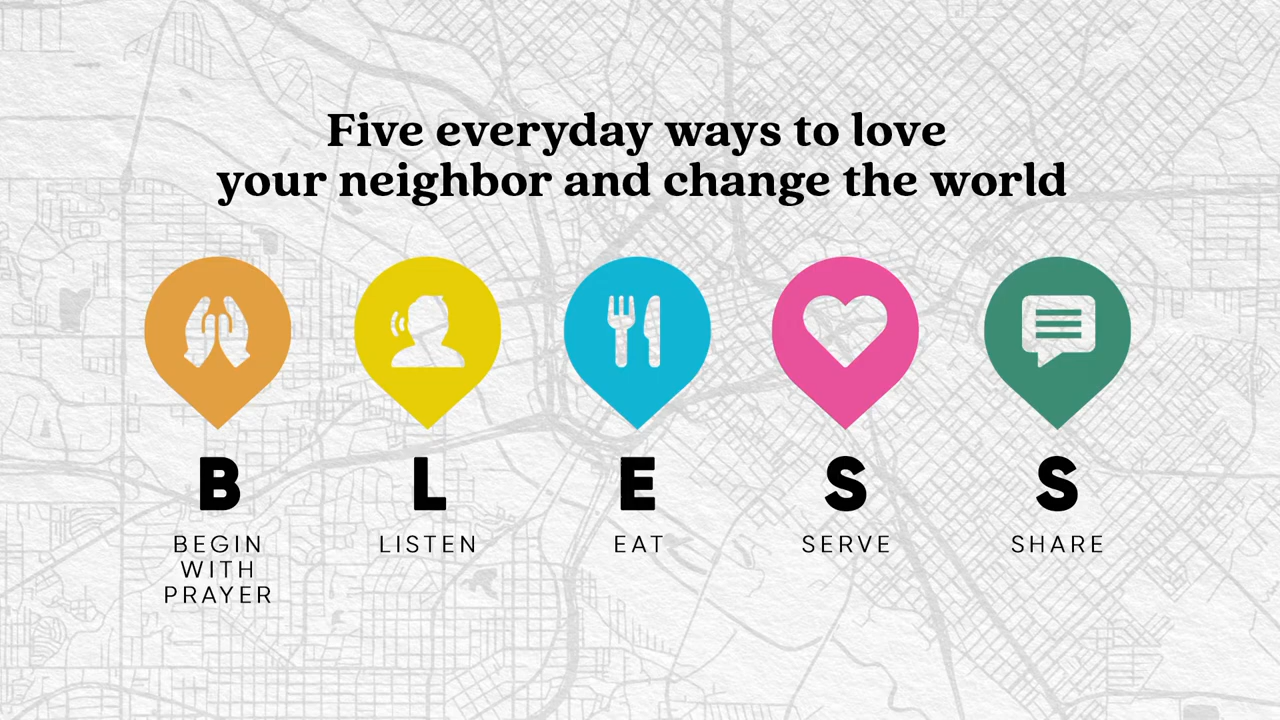 Five everyday ways to love
your neighbor and change the world
B
L
E
S
S
BEGIN
WITH
PRAYER
LISTEN
EAT
SERVE
SHARE